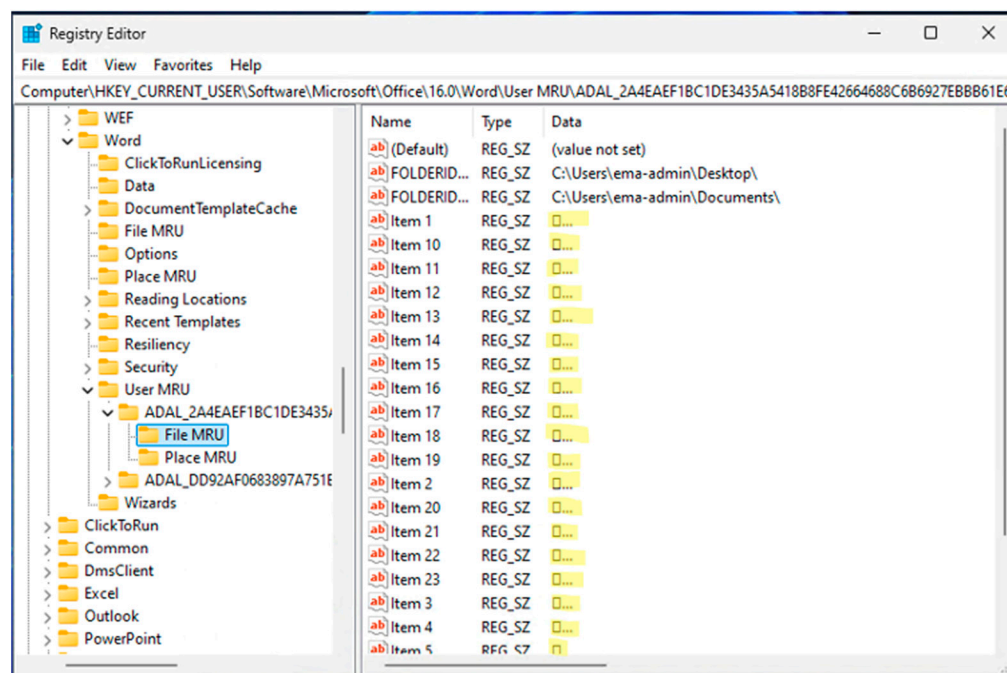 Registry Editor
File Edit View Favorites Help
Computer\HKEY_CURRENT_USER\Software\Microsoft\Office\16.0\Word\User MRU\ADAL_2A4EAEF1BC1DE3435A5418B8FE42664688C6B6927EBBB61E6
WEF
Word
ClickToRunLicensing
Data
DocumentTemplateCache
File MRU
Options
Place MRU
Reading Locations
Recent Templates
Resiliency
Security
User MRU
ADAL_2A4EAEF1BC1DE3435
File MRU
Place MRU
ADAL_DD92AF0683897A751E
Wizards
ClickToRun
Common
DmsClient
Excel
Outlook
PowerPoint
Name Type Data
(Default) REG_SZ (value not set)
FOLDERID... REG_SZ C:\Users\ema-admin\Desktop\
FOLDERID... REG_SZ C:\Users\ema-admin\Documents\
Item 1 REG_SZ □...
Item 10 REG_SZ □...
Item 11 REG_SZ □...
Item 12 REG_SZ □...
Item 13 REG_SZ □...
Item 14 REG_SZ □...
Item 15 REG_SZ □...
Item 16 REG_SZ □...
Item 17 REG_SZ □...
Item 18 REG_SZ □...
Item 19 REG_SZ □...
Item 2 REG_SZ □...
Item 20 REG_SZ □...
Item 21 REG_SZ □...
Item 22 REG_SZ □...
Item 23 REG_SZ □...
Item 3 REG_SZ □...
Item 4 REG_SZ □...
Item 5 REG_SZ □